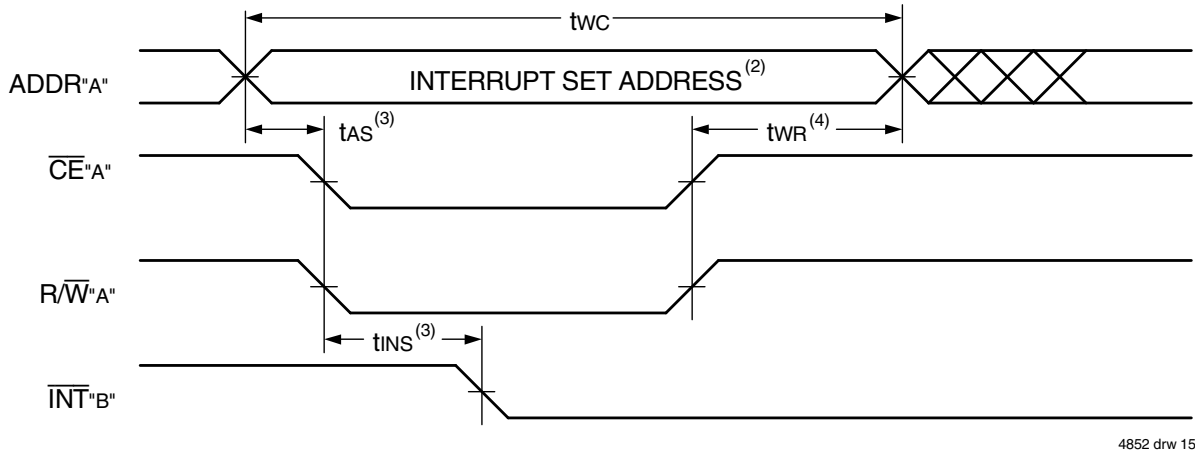 tWC
ADDR"A"
INTERRUPT SET ADDRESS(2)
tAS(3)
tWR(4)
CE"A"
R/W"A"
tINS(3)
INT"B"
4852 drw 15